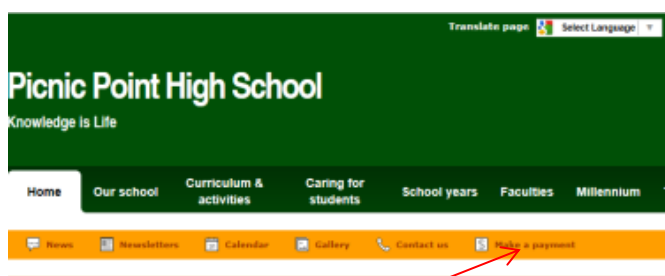 Translate page Select Language
Picnic Point High School
Knowledge is Life
Home Our school Curriculum & activities Caring for students School years Faculties Millennium
News Newsletters Calendar Gallery Contact us $ Make a payment